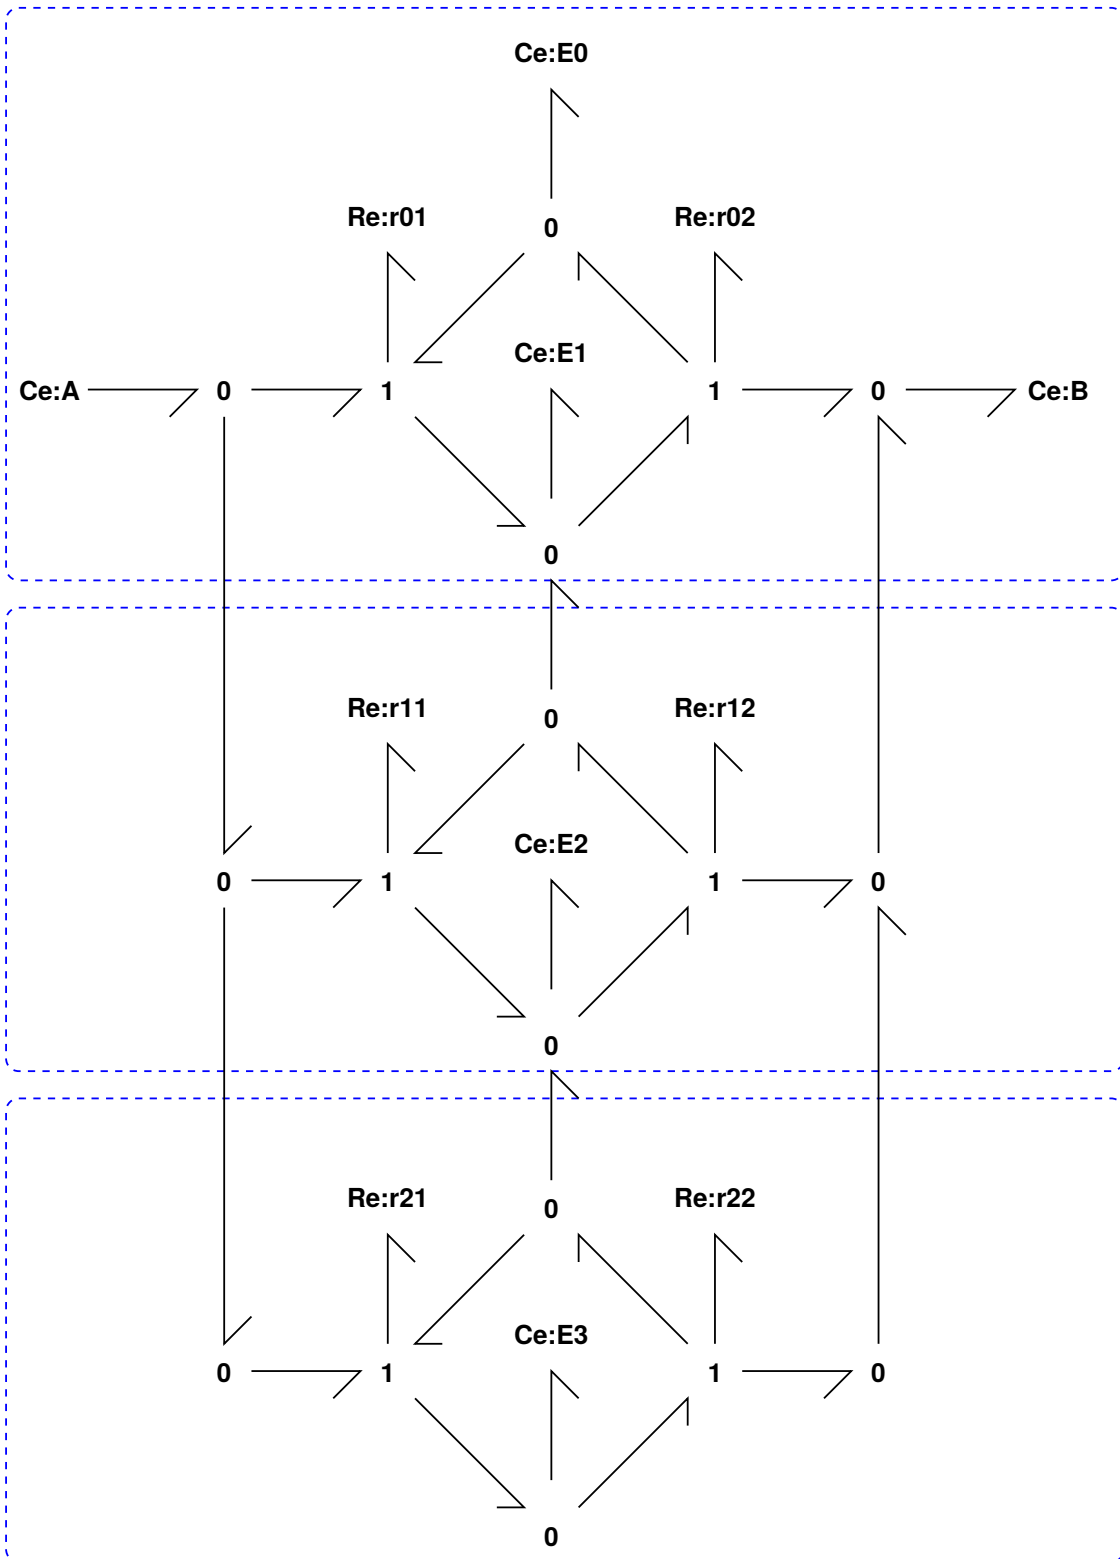 Ce:E0
Re:r01 0 Re:r02
Ce:E1
Ce:A 0 1 1 0 Ce:B
0
Re:r11 0 Re:r12
Ce:E2
0 1 1 0
0
Re:r21 0 Re:r22
Ce:E3
0 1 1 0
0